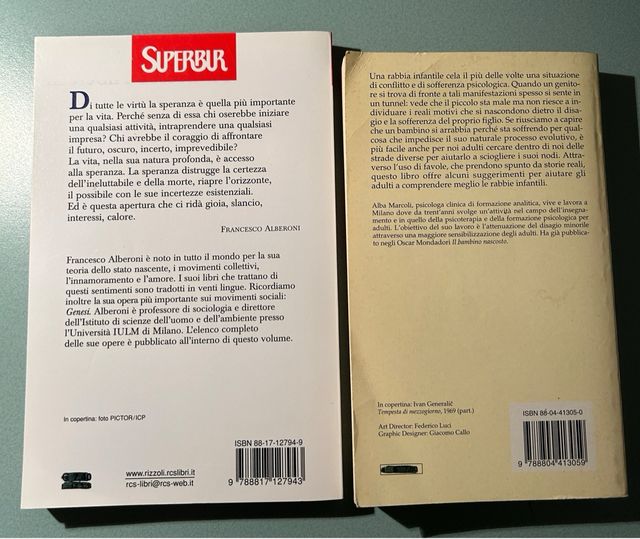 SUPERBUR
Di tutte le virtù la speranza è quella più importante
per la vita. Perché senza di essa chi oserebbe iniziare
una qualsiasi attività, intraprendere una qualsiasi
impresa? Chi avrebbe il coraggio di affrontare
il futuro, oscuro, incerto, imprevedibile?
La vita, nella sua natura profonda, è accesso
alla speranza. La speranza distrugge la certezza
dell'ineluttabile e della morte, riapre l'orizzonte,
il possibile con le sue incertezze esistenziali.
Ed è questa apertura che ci ridà gioia, slancio,
interessi, calore.
FRANCESCO ALBERONI
Francesco Alberoni è noto in tutto il mondo per la sua
teoria dello stato nascente, i movimenti collettivi,
l'innamoramento e l'amore. I suoi libri che trattano di
questi sentimenti sono tradotti in venti lingue. Ricordiamo
inoltre la sua opera più importante sui movimenti sociali:
Genesi. Alberoni è professore di sociologia e direttore
dell'Istituto di scienze dell'uomo e dell'ambiente presso
l'Università IULM di Milano. L'elenco completo
delle sue opere è pubblicato all'interno di questo volume.
In copertina: foto PICTOR/ICP
www.rizzoli.rcslibri.it
rcs-libri@rcs-web.it
ISBN 88-17-12794-9
9 788817 127943
Una rabbia infantile cela il più delle volte una situazione
di conflitto e di sofferenza psicologica. Quando un genito-
re si trova di fronte a tali manifestazioni spesso si sente in
un tunnel: vede che il piccolo sta male ma non riesce a in-
dividuare i reali motivi che si nascondono dietro il disa-
gio e la sofferenza del proprio figlio. Se riusciamo a capire
che un bambino si arrabbia perché sta soffrendo per qual-
cosa che impedisce il suo naturale processo evolutivo, è
più facile anche per noi adulti cercare dentro di noi delle
strade diverse per aiutarlo a sciogliere i suoi nodi. Attra-
verso l'uso di favole, che prendono spunto da storie reali,
questo libro offre alcuni suggerimenti per aiutare gli
adulti a comprendere meglio le rabbie infantili.
Alba Marcoli, psicologa clinica di formazione analitica, vive e lavora a
Milano dove da trent'anni svolge un'attività nel campo dell'insegna-
mento e in quello della psicoterapia e della formazione psicologica per
adulti. L'obiettivo del suo lavoro è l'attenuazione del disagio minorile
attraverso una maggiore sensibilizzazione degli adulti. Ha già pubblica-
to negli Oscar Mondadori Il bambino nascosto.
In copertina: Ivan Generalić
Tempesta di mezzogiorno, 1969 (part.)
Art Director: Federico Luci
Graphic Designer: Giacomo Callo
ISBN 88-04-41305-0
9 788804 413059